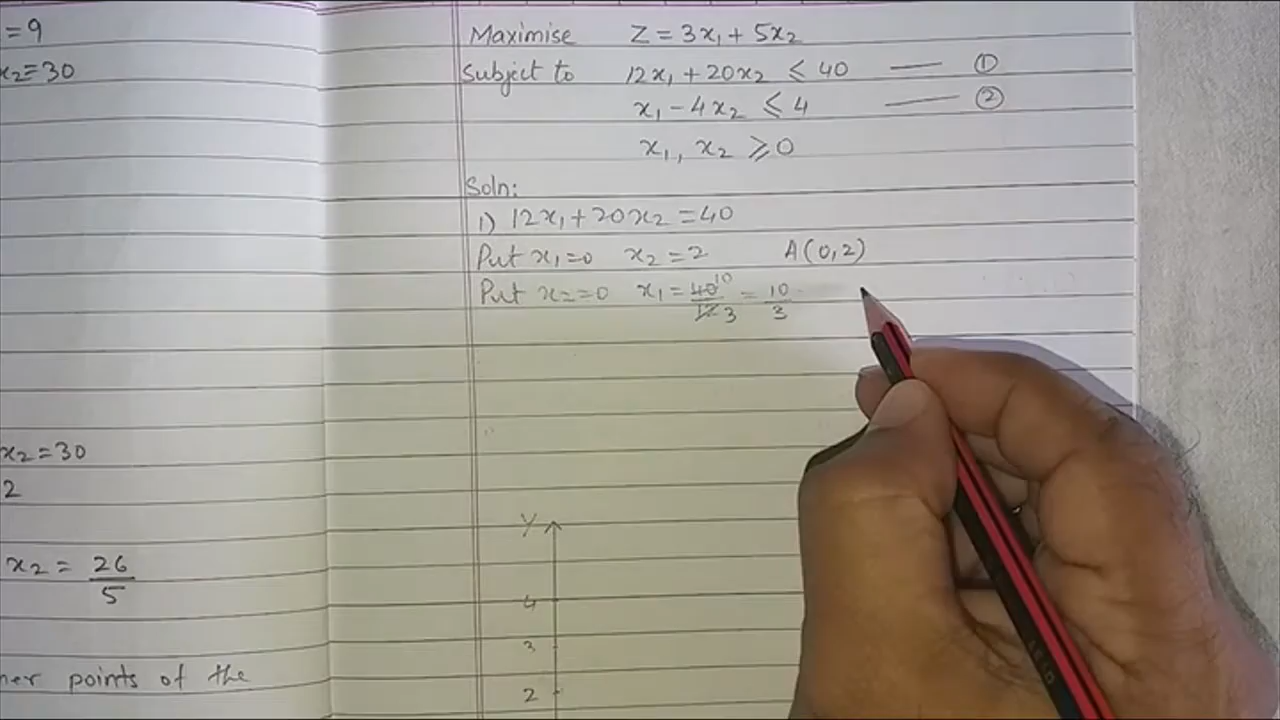 = 9
x₂=30
x₂=30
2
x₂ = 26/5
ner points of the
Maximise Z = 3x₁ + 5x₂
Subject to 12x₁ + 20x₂ ≤ 40 — ①
x₁ - 4x₂ ≤ 4 — ②
x₁, x₂ ≥ 0
Soln:
1) 12x₁ + 20x₂ = 40
Put x₁=0 x₂=2 A(0,2)
Put x₂=0 x₁ = 40 10/12 3 = 10/3
Y
4
3
2